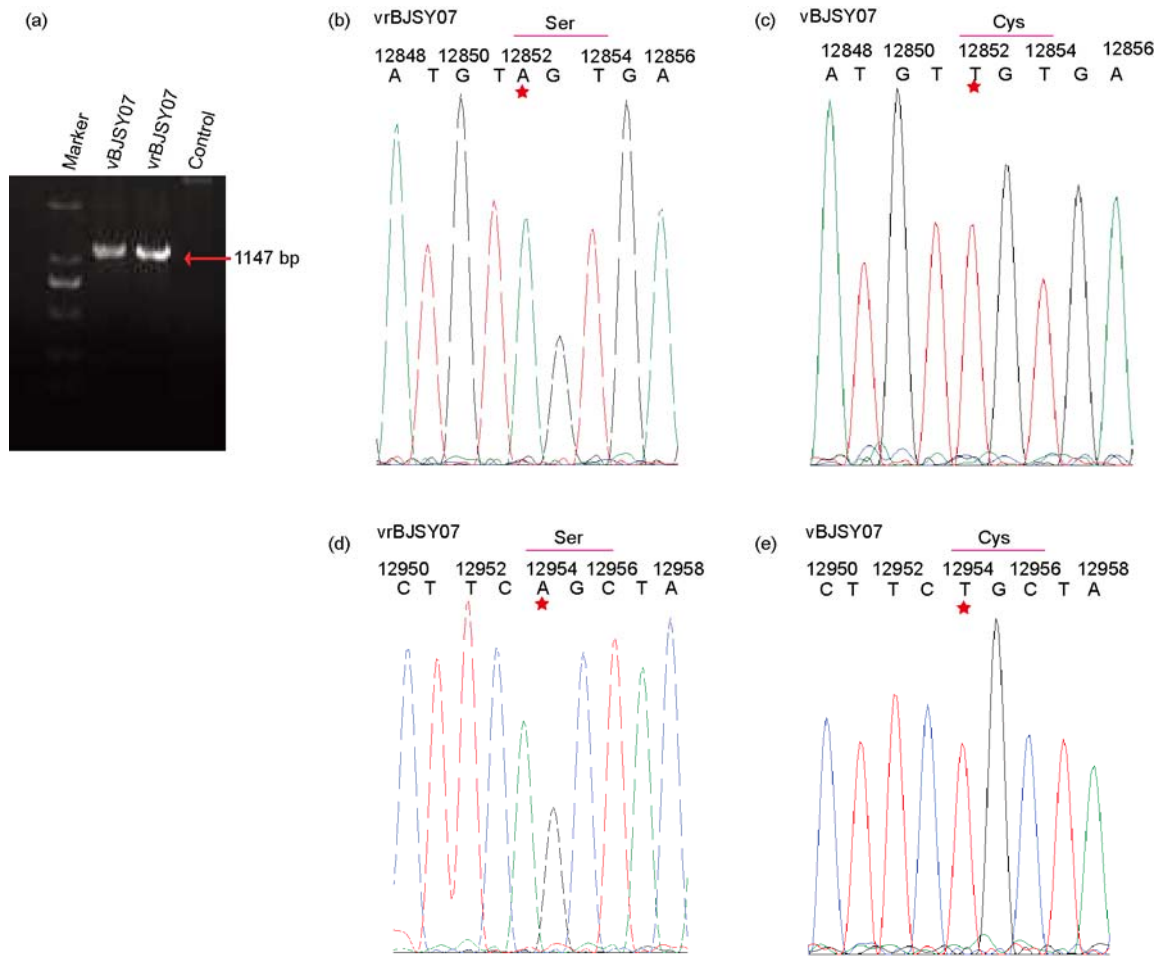 (a)
Marker
vBJSY07
vrBJSY07
Control
1147 bp
(b)
vrBJSY07
Ser
12848 12850 12852 12854 12856
A T G T A G T G A
(c)
vBJSY07
Cys
12848 12850 12852 12854 12856
A T G T T G T G A
(d)
vrBJSY07
Ser
12950 12952 12954 12956 12958
C T T C A G C T A
(e)
vBJSY07
Cys
12950 12952 12954 12956 12958
C T T C T G C T A